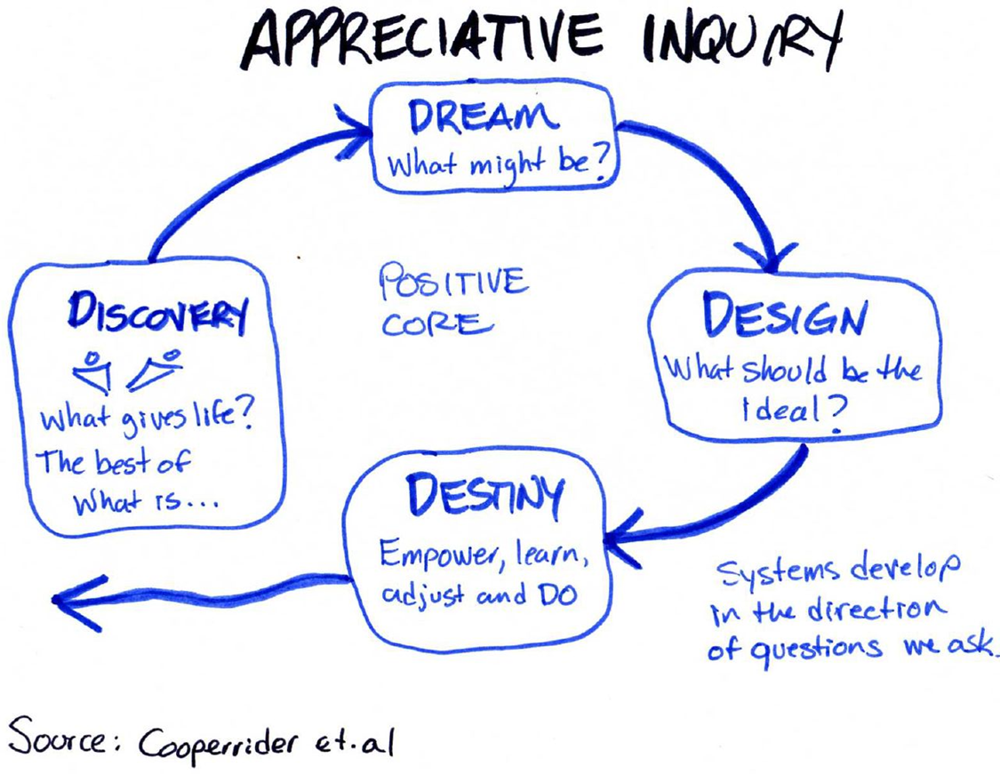 APPRECIATIVE INQUIRY
DREAM
What might be?
DISCOVERY
What gives life?
The best of
What is...
POSITIVE
CORE
DESIGN
What should be the
Ideal?
DESTINY
Empower, learn,
adjust and DO
Systems develop
in the direction
of questions we ask.
Source: Cooperrider et.al